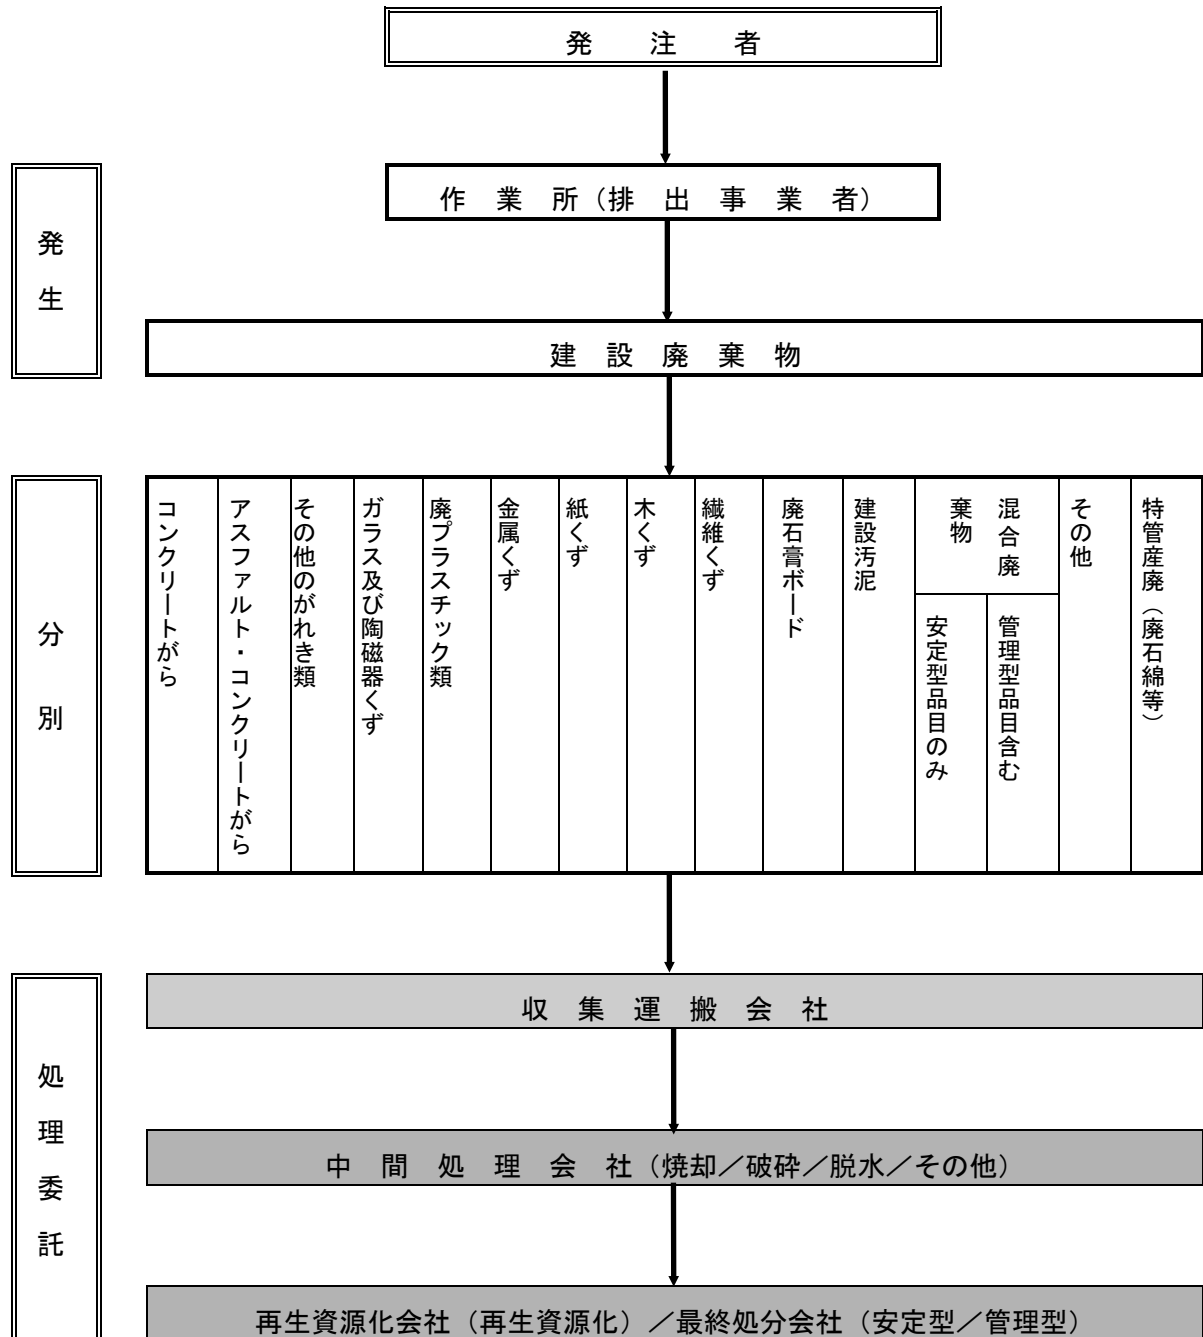 発注者
作業所（排出事業者）
発生
建設廃棄物
分別
コンクリートがら
アスファルト・コンクリートがら
その他のがれき類
ガラス及び陶磁器くず
廃プラスチック類
金属くず
紙くず
木くず
繊維くず
廃石膏ボード
建設汚泥
混合廃
棄物
安定型品目のみ
管理型品目含む
その他
特管産廃（廃石綿等）
処理委託
収集運搬会社
中間処理会社（焼却／破砕／脱水／その他）
再生資源化会社（再生資源化）／最終処分会社（安定型／管理型）